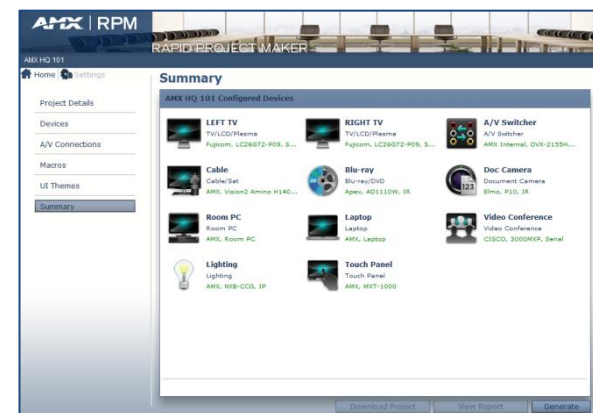 AMX | RPM
RAPID PROJECT MAKER
AMX HQ 101
Home Settings
Summary
Project Details
Devices
A/V Connections
Macros
UI Themes
Summary
AMX HQ 101 Configured Devices
LEFT TV
TV/LCD/Plasma
Fujicom, LC26G72-P09, S...
RIGHT TV
TV/LCD/Plasma
Fujicom, LC26G72-P09, S...
A/V Switcher
A/V Switcher
AMX Internal, DVX-2155H...
Cable
Cable/Sat
AMX, Vision2 Amino H140...
Blu-ray
Blu-ray/DVD
Apex, AD1110W, IR
123
Doc Camera
Document Camera
Elmo, P10, IR
Room PC
Room PC
AMX, Room PC
Laptop
Laptop
AMX, Laptop
Video Conference
Video Conference
CISCO, 3000MXP, Serial
Lighting
Lighting
AMX, NXB-CCG, IP
Touch Panel
Touch Panel
AMX, MXT-1000
Download Project
View Report
Generate